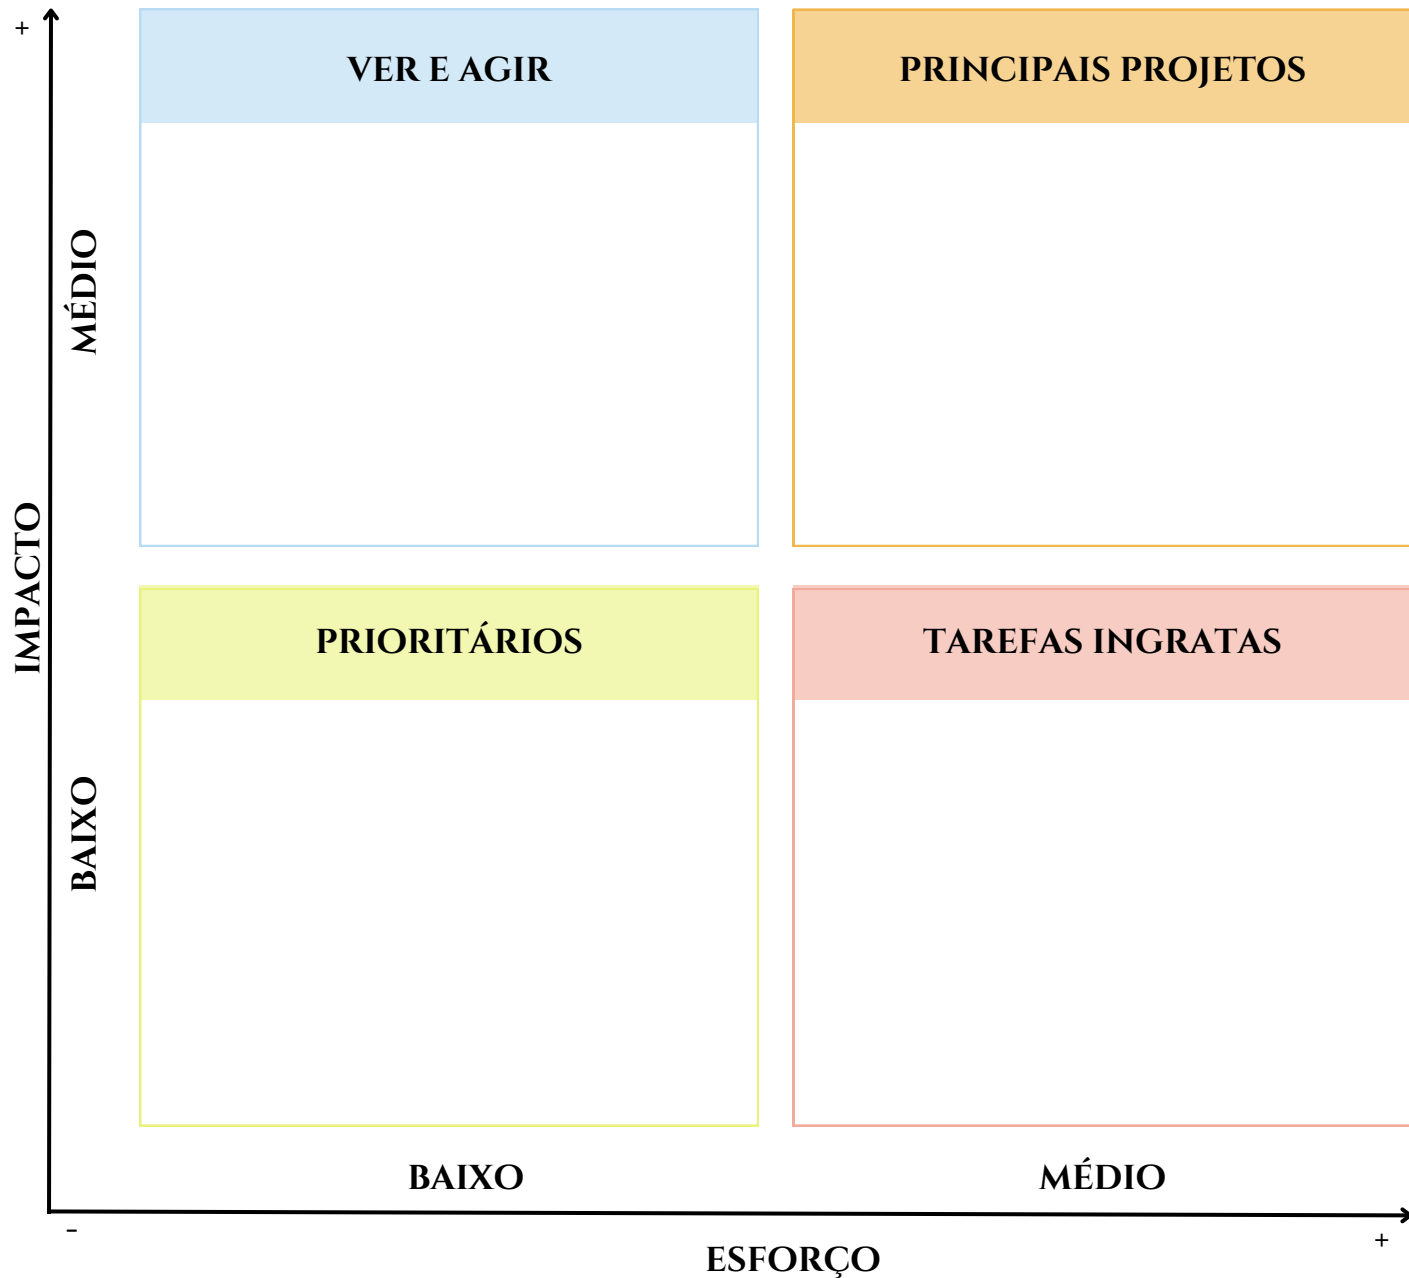 +
VER E AGIR
PRINCIPAIS PROJETOS
MÉDIO
IMPACTO
PRIORITÁRIOS
TAREFAS INGRATAS
BAIXO
BAIXO
MÉDIO
-
+
ESFORÇO